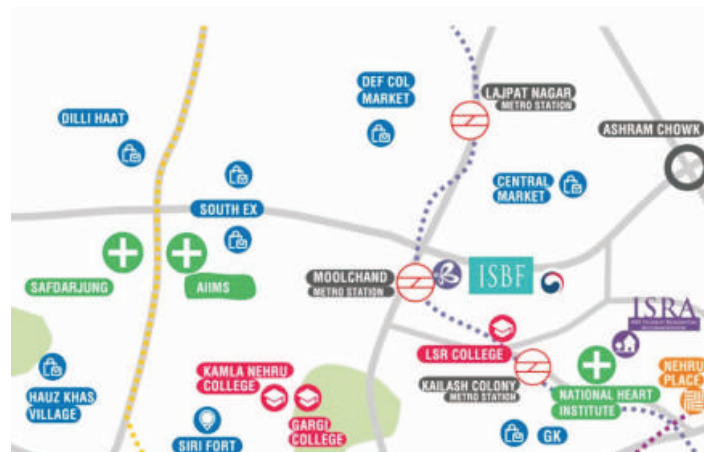 DEF COL
MARKET
LAJPAT NAGAR
METRO STATION
DILLI HAAT
ASHRAM CHOWK
CENTRAL
MARKET
SOUTH EX
SAFDARJUNG
AIIMS
MOOLCHAND
METRO STATION
ISBF
ISRA
LSR COLLEGE
KAMLA NEHRU
COLLEGE
KAILASH COLONY
METRO STATION
NEHRU
PLACE
HAUZ KHAS
VILLAGE
NATIONAL HEART
INSTITUTE
GARGI
COLLEGE
SIRI FORT
GK